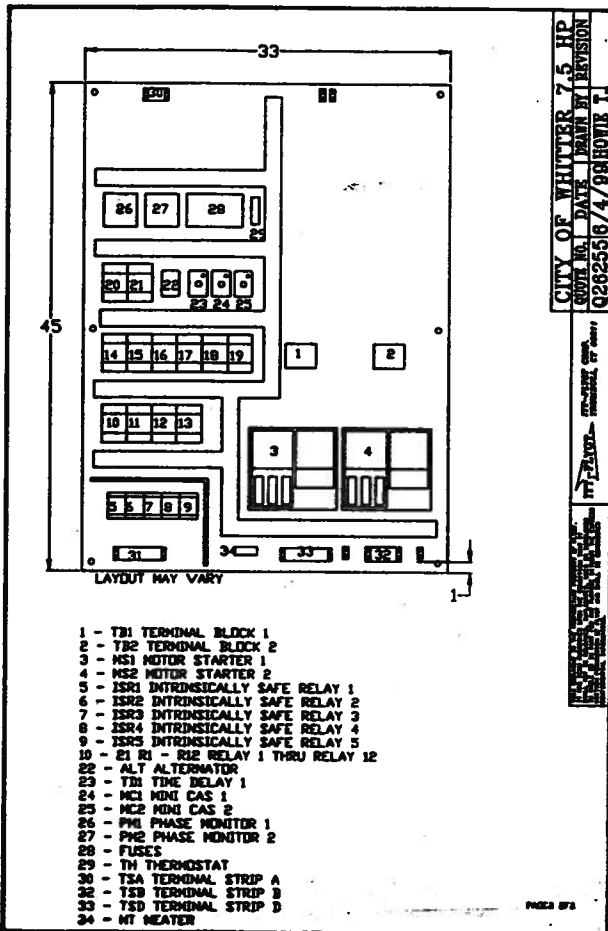 33
30
26 27 28
29
20 21 22
23 24 25
45
14 15 16 17 18 19
1 2
10 11 12 13
3 4
5 6 7 8 9
31 34 33 32
LAYOUT MAY VARY
1
1 - TB1 TERMINAL BLOCK 1
2 - TB2 TERMINAL BLOCK 2
3 - MS1 MOTOR STARTER 1
4 - MS2 MOTOR STARTER 2
5 - ISR1 INTRINSICALLY SAFE RELAY 1
6 - ISR2 INTRINSICALLY SAFE RELAY 2
7 - ISR3 INTRINSICALLY SAFE RELAY 3
8 - ISR4 INTRINSICALLY SAFE RELAY 4
9 - ISR5 INTRINSICALLY SAFE RELAY 5
10 - 21 R1 - R12 RELAY 1 THRU RELAY 12
22 - ALT ALTERNATOR
23 - TD1 TIME DELAY 1
24 - MC1 MINI CAS 1
25 - MC2 MINI CAS 2
26 - PM1 PHASE MONITOR 1
27 - PM2 PHASE MONITOR 2
28 - FUSES
29 - TH THERMOSTAT
30 - TSA TERMINAL STRIP A
32 - TSB TERMINAL STRIP B
33 - TSD TERMINAL STRIP D
34 - HT HEATER
CITY OF WHITTER 7.5 HP
QUOTE NO. DATE DRAWN BY REVISION
Q26255 6/4/99 HOWIE T.
ITT-FLYGT
ITT-FLYGT CORP.